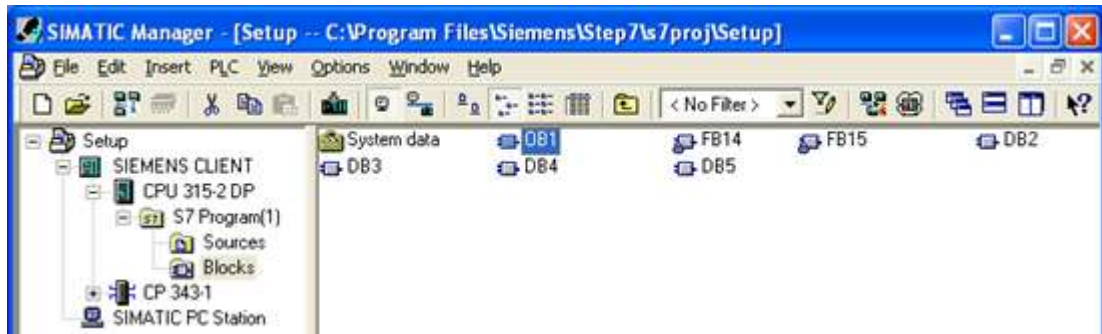 SIMATIC Manager - [Setup -- C:\Program Files\Siemens\Step7\s7proj\Setup]
File Edit Insert PLC View Options Window Help
< No Filter >
Setup
SIEMENS CLIENT
CPU 315-2 DP
S7 Program(1)
Sources
Blocks
CP 343-1
SIMATIC PC Station
System data OB1 FB14 FB15 DB2
DB3 DB4 DB5